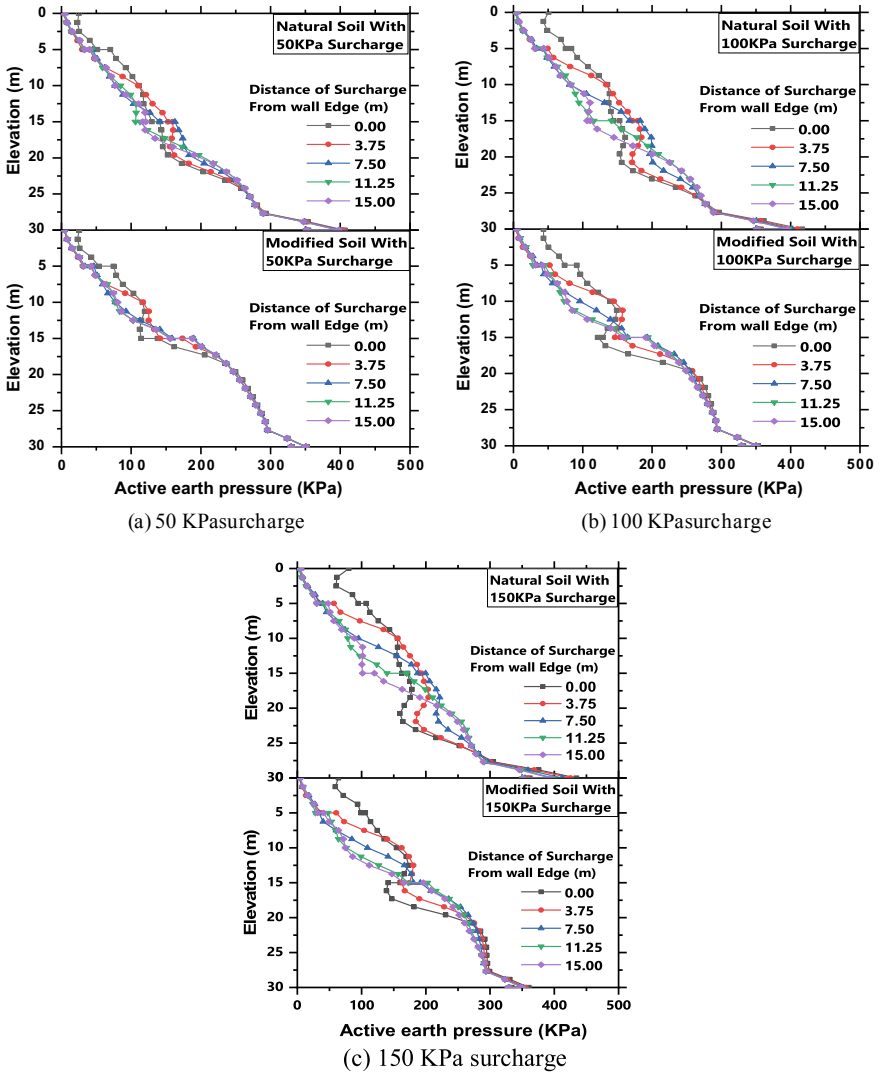 Natural Soil With
50KPa Surcharge
Distance of Surcharge
From wall Edge (m)
0.00
3.75
7.50
11.25
15.00
0
5
10
15
20
25
30
Elevation (m)
Modified Soil With
50KPa Surcharge
Distance of Surcharge
From wall Edge (m)
0.00
3.75
7.50
11.25
15.00
5
10
15
20
25
30
Elevation (m)
0 100 200 300 400 500
Active earth pressure (KPa)
(a) 50 KPasurcharge
Natural Soil With
100KPa Surcharge
Distance of Surcharge
From wall Edge (m)
0.00
3.75
7.50
11.25
15.00
0
5
10
15
20
25
30
Elevation (m)
Modified Soil With
100KPa Surcharge
Distance of Surcharge
From wall Edge (m)
0.00
3.75
7.50
11.25
15.00
5
10
15
20
25
30
Elevation (m)
0 100 200 300 400 500
Active earth pressure (KPa)
(b) 100 KPasurcharge
Natural Soil With
150KPa Surcharge
Distance of Surcharge
From wall Edge (m)
0.00
3.75
7.50
11.25
15.00
0
5
10
15
20
25
30
Elevation (m)
Modified Soil With
150KPa Surcharge
Distance of Surcharge
From wall Edge (m)
0.00
3.75
7.50
11.25
15.00
5
10
15
20
25
30
Elevation (m)
0 100 200 300 400 500
Active earth pressure (KPa)
(c) 150 KPa surcharge